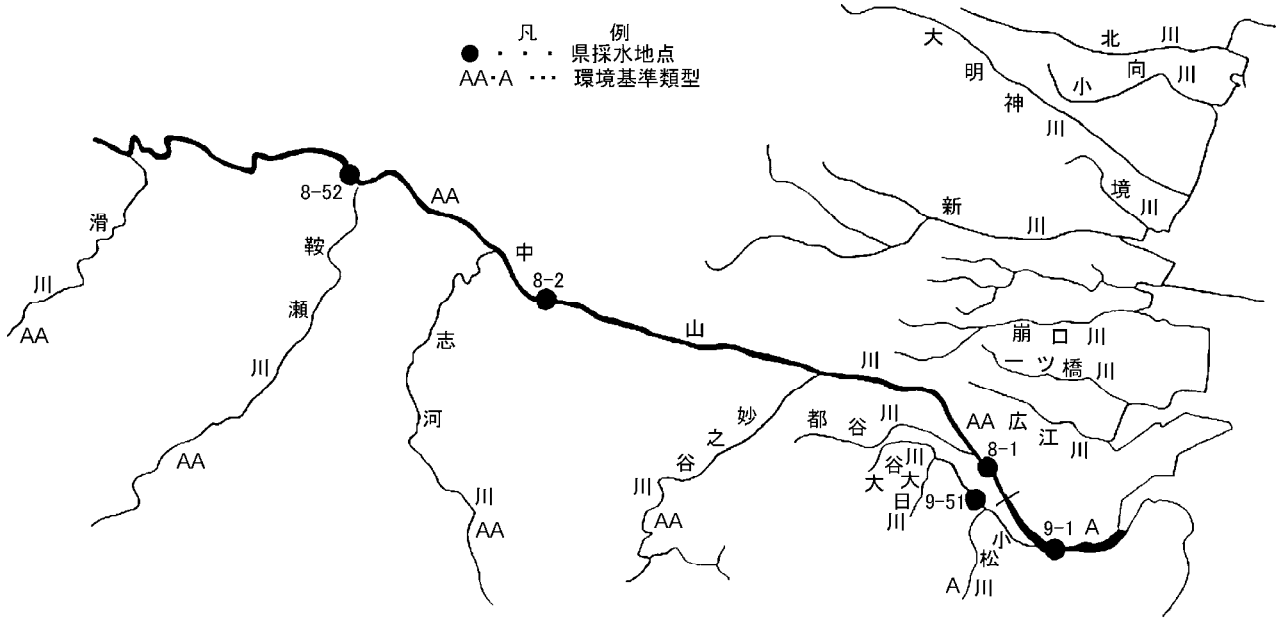 凡 例
● ・・・ 県採水地点
AA・A ・・・ 環境基準類型
北川
小向川
大明神川
境川
新川
崩口川
一ツ橋川
広江川
中山川
AA
AA
A
8-52
8-2
8-1
9-51
9-1
滑川
AA
鞍瀬川
AA
志河川
AA
妙之谷川
AA
都谷川
大谷川
大日川
小松川
A